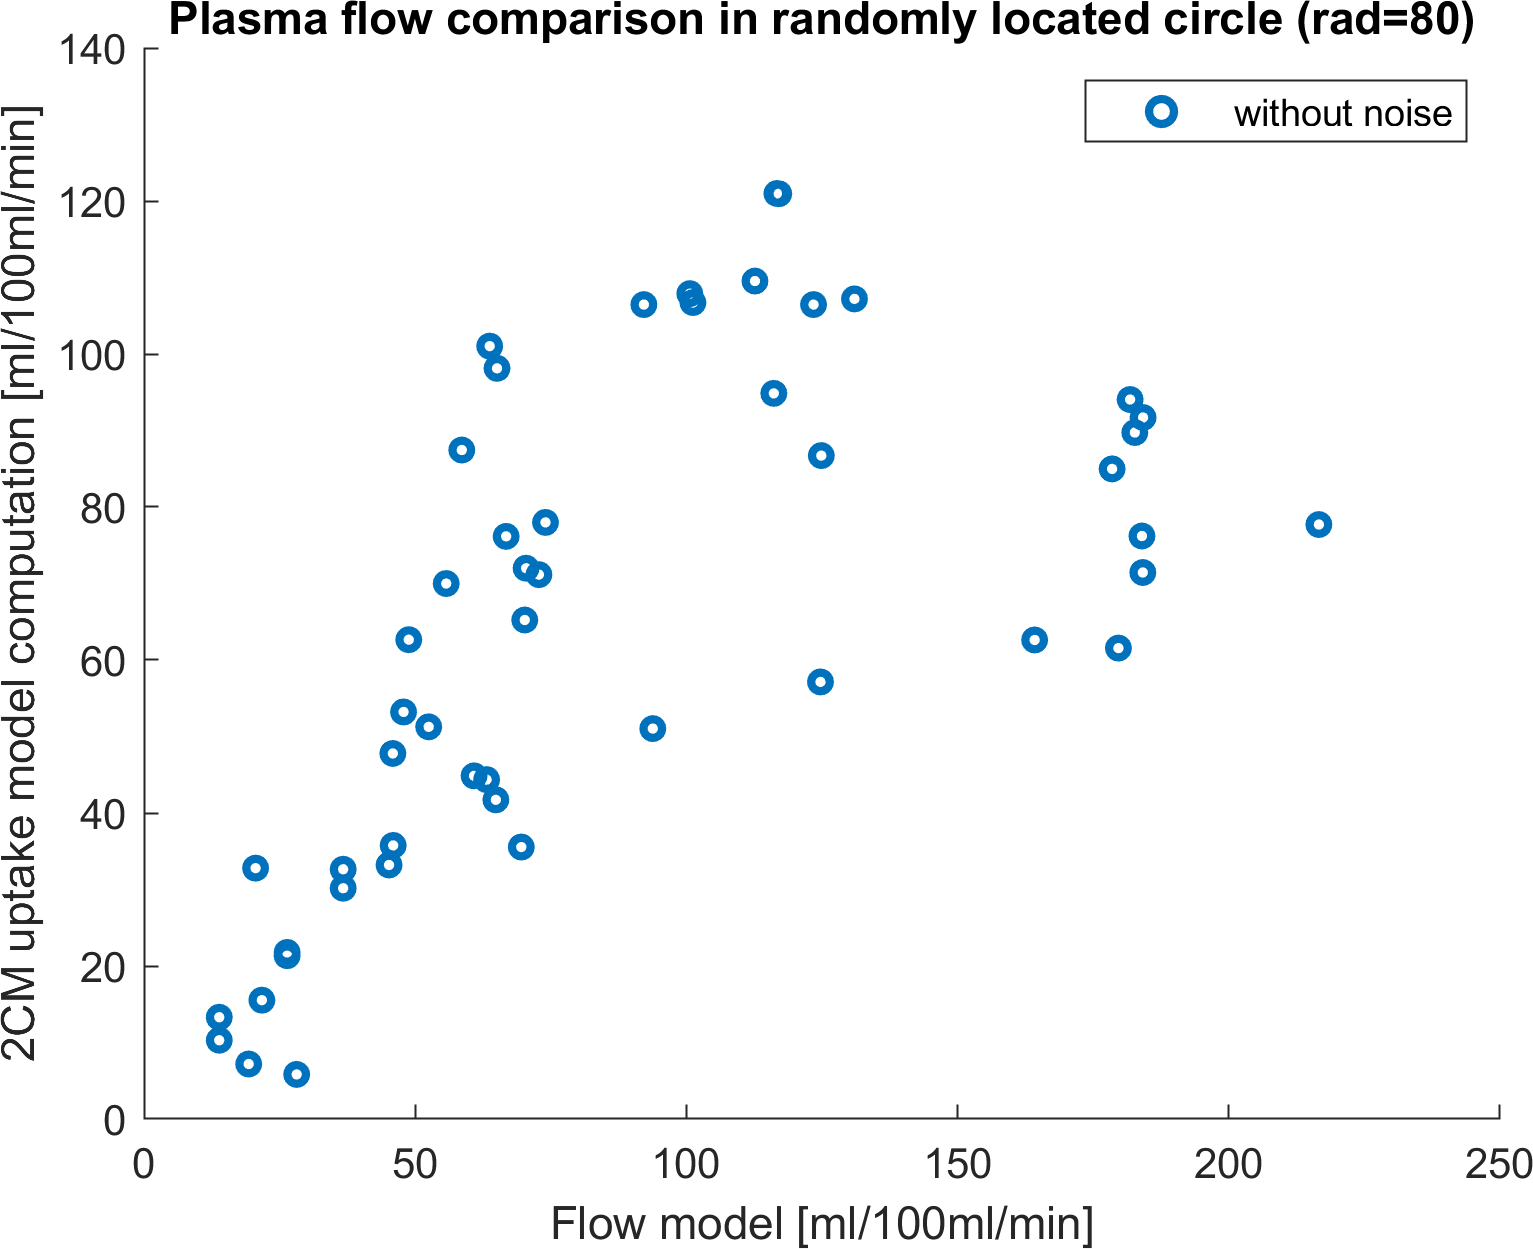 Plasma flow comparison in randomly located circle (rad=80)
140
120
100
80
60
40
20
0
2CM uptake model computation [ml/100ml/min]
without noise
0 50 100 150 200 250
Flow model [ml/100ml/min]